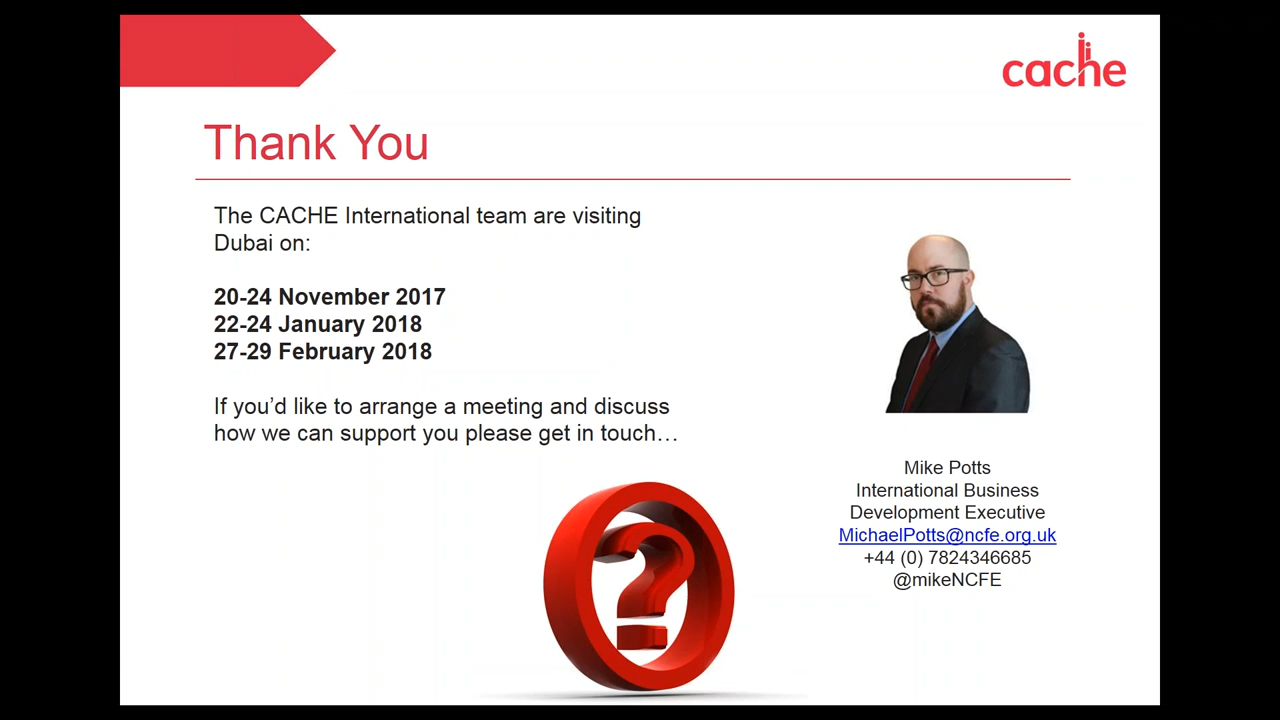 cache
Thank You
The CACHE International team are visiting
Dubai on:
20-24 November 2017
22-24 January 2018
27-29 February 2018
If you’d like to arrange a meeting and discuss
how we can support you please get in touch…
Mike Potts
International Business
Development Executive
MichaelPotts@ncfe.org.uk
+44 (0) 7824346685
@mikeNCFE
?